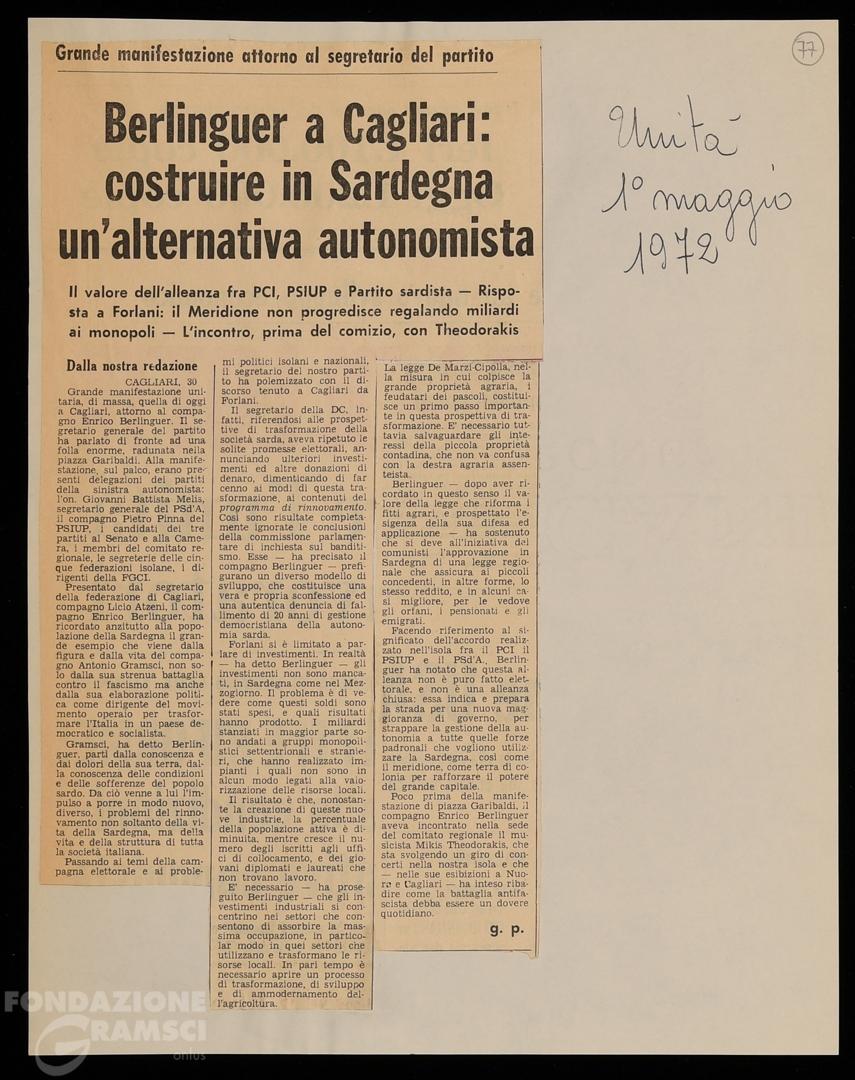 77
Unità
1° maggio
1972
Grande manifestazione attorno al segretario del partito
Berlinguer a Cagliari:
costruire in Sardegna
un'alternativa autonomista
Il valore dell'alleanza fra PCI, PSIUP e Partito sardista — Rispo-
sta a Forlani: il Meridione non progredisce regalando miliardi
ai monopoli — L'incontro, prima del comizio, con Theodorakis
Dalla nostra redazione
CAGLIARI, 30
Grande manifestazione uni-
taria, di massa, quella di oggi
a Cagliari, attorno al compa-
gno Enrico Berlinguer. Il se-
gretario generale del partito
ha parlato di fronte ad una
folla enorme, radunata nella
piazza Garibaldi. Alla manife-
stazione, sul palco, erano pre-
senti delegazioni dei partiti
della sinistra autonomista:
l'on. Giovanni Battista Melis,
segretario generale del PSd'A,
il compagno Pietro Pinna del
PSIUP, i candidati dei tre
partiti al Senato e alla Came-
ra, i membri del comitato re-
gionale, le segreterie delle cin-
que federazioni isolane, i di-
rigenti della FGCI.
Presentato dal segretario
della federazione di Cagliari,
compagno Licio Atzeni, il com-
pagno Enrico Berlinguer, ha
ricordato anzitutto alla popo-
lazione della Sardegna il gran-
de esempio che viene dalla
figura e dalla vita del compa-
gno Antonio Gramsci, non so-
lo dalla sua strenua battaglia
contro il fascismo ma anche
dalla sua elaborazione politi-
ca come dirigente del movi-
mento operaio per trasfor-
mare l'Italia in un paese de-
mocratico e socialista.
Gramsci, ha detto Berlin-
guer, partì dalla conoscenza e
dai dolori della sua terra, dal-
la conoscenza delle condizioni
e delle sofferenze del popolo
sardo. Da ciò venne a lui l'im-
pulso a porre in modo nuovo,
diverso, i problemi del rinno-
vamento non soltanto della vi-
ta della Sardegna, ma della
vita e della struttura di tutta
la società italiana.
Passando ai temi della cam-
pagna elettorale e ai proble-
mi politici isolani e nazionali,
il segretario del nostro parti-
to ha polemizzato con il di-
scorso tenuto a Cagliari da
Forlani.
Il segretario della DC, in-
fatti, riferendosi alle prospet-
tive di trasformazione della
società sarda, aveva ripetuto le
solite promesse elettorali, an-
nunciando ulteriori investi-
menti ed altre donazioni di
denaro, dimenticando di far
cenno ai modi di questa tra-
sformazione, ai contenuti del
programma di rinnovamento.
Così sono risultate completa-
mente ignorate le conclusioni
della commissione parlamen-
tare di inchiesta sul banditi-
smo. Esse — ha precisato il
compagno Berlinguer — prefi-
gurano un diverso modello di
sviluppo, che costituisce una
vera e propria sconfessione ed
una autentica denuncia di fal-
limento di 20 anni di gestione
democristiana della autono-
mia sarda.
Forlani si è limitato a par-
lare di investimenti. In realtà
— ha detto Berlinguer — gli
investimenti non sono manca-
ti, in Sardegna come nel Mez-
zogiorno. Il problema è di ve-
dere come questi soldi sono
stati spesi, e quali risultati
hanno prodotto. I miliardi
stanziati in maggior parte so-
no andati a gruppi monopoli-
stici settentrionali e stranie-
ri, che hanno realizzato im-
pianti i quali non sono in
alcun modo legati alla valo-
rizzazione delle risorse locali.
Il risultato è che, nonostan-
te la creazione di queste nuo-
ve industrie, la percentuale
della popolazione attiva è di-
minuita, mentre cresce il nu-
mero degli iscritti agli uffi-
ci di collocamento, e dei gio-
vani diplomati e laureati che
non trovano lavoro.
E' necessario — ha prose-
guito Berlinguer — che gli in-
vestimenti industriali si con-
centrino nei settori che con-
sentono di assorbire la mas-
sima occupazione, in partico-
lar modo in quei settori che
utilizzano e trasformano le ri-
sorse locali. In pari tempo è
necessario aprire un processo
di trasformazione, di sviluppo
e di ammodernamento del-
l'agricoltura.
La legge De Marzi-Cipolla, nel-
la misura in cui colpisce la
grande proprietà agraria, i
feudatari dei pascoli, costitui-
sce un primo passo importan-
te in questa prospettiva di tra-
sformazione. E' necessario tut-
tavia salvaguardare gli inte-
ressi della piccola proprietà
contadina, che non va confusa
con la destra agraria assen-
teista.
Berlinguer — dopo aver ri-
cordato in questo senso il va-
lore della legge che riforma i
fitti agrari, e prospettato l'e-
sigenza della sua difesa ed
applicazione — ha sostenuto
che si deve all'iniziativa dei
comunisti l'approvazione in
Sardegna di una legge regio-
nale che assicura ai piccoli
concedenti, in altre forme, lo
stesso reddito, e in alcuni ca-
si migliore, per le vedove
gli orfani, i pensionati e gli
emigrati.
Facendo riferimento al si-
gnificato dell'accordo realiz-
zato nell'isola fra il PCI il
PSIUP e il PSd'A., Berlin-
guer ha notato che questa al-
leanza non è puro fatto elet-
torale, e non è una alleanza
chiusa: essa indica e prepara
la strada per una nuova mag-
gioranza di governo, per
strappare la gestione della au-
tonomia a tutte quelle forze
padronali che vogliono utiliz-
zare la Sardegna, così come
il meridione, come terra di co-
lonia per rafforzare il potere
del grande capitale.
Poco prima della manife-
stazione di piazza Garibaldi, il
compagno Enrico Berlinguer
aveva incontrato nella sede
del comitato regionale il mu-
sicista Mikis Theodorakis, che
sta svolgendo un giro di con-
certi nella nostra isola e che
— nelle sue esibizioni a Nuo-
ro e Cagliari — ha inteso riba-
dire come la battaglia antifa-
scista debba essere un dovere
quotidiano.
g. p.
FONDAZIONE
GRAMSCI
onlus